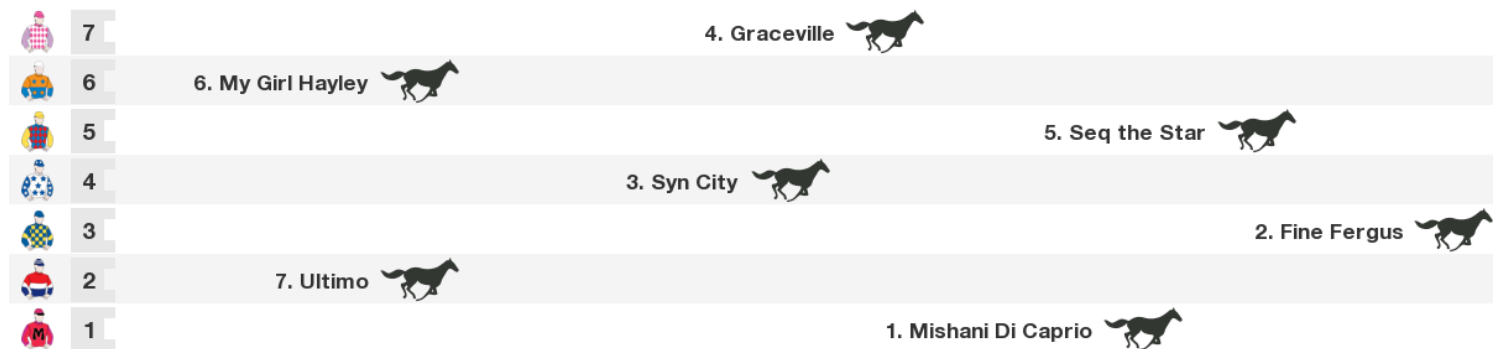 7 4. Graceville
6 6. My Girl Hayley
5 5. Seq the Star
4 3. Syn City
3 2. Fine Fergus
2 7. Ultimo
M 1 1. Mishani Di Caprio